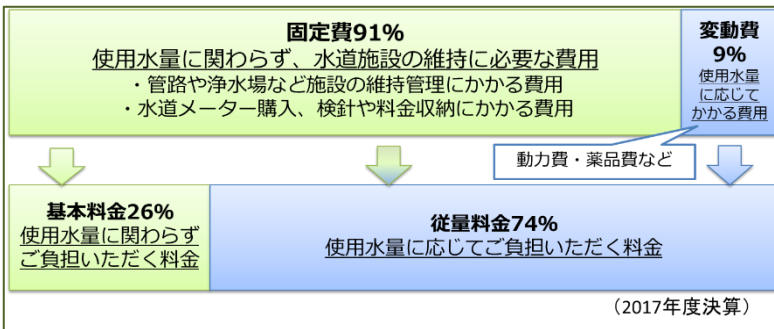 固定費91%
使用水量に関わらず、水道施設の維持に必要な費用
・管路や浄水場など施設の維持管理にかかる費用
・水道メーター購入、検針や料金収納にかかる費用
変動費
9%
使用水量
に応じて
かかる費用
動力費・薬品費など
基本料金26%
使用水量に関わらず
ご負担いただく料金
従量料金74%
使用水量に応じてご負担いただく料金
（2017年度決算）